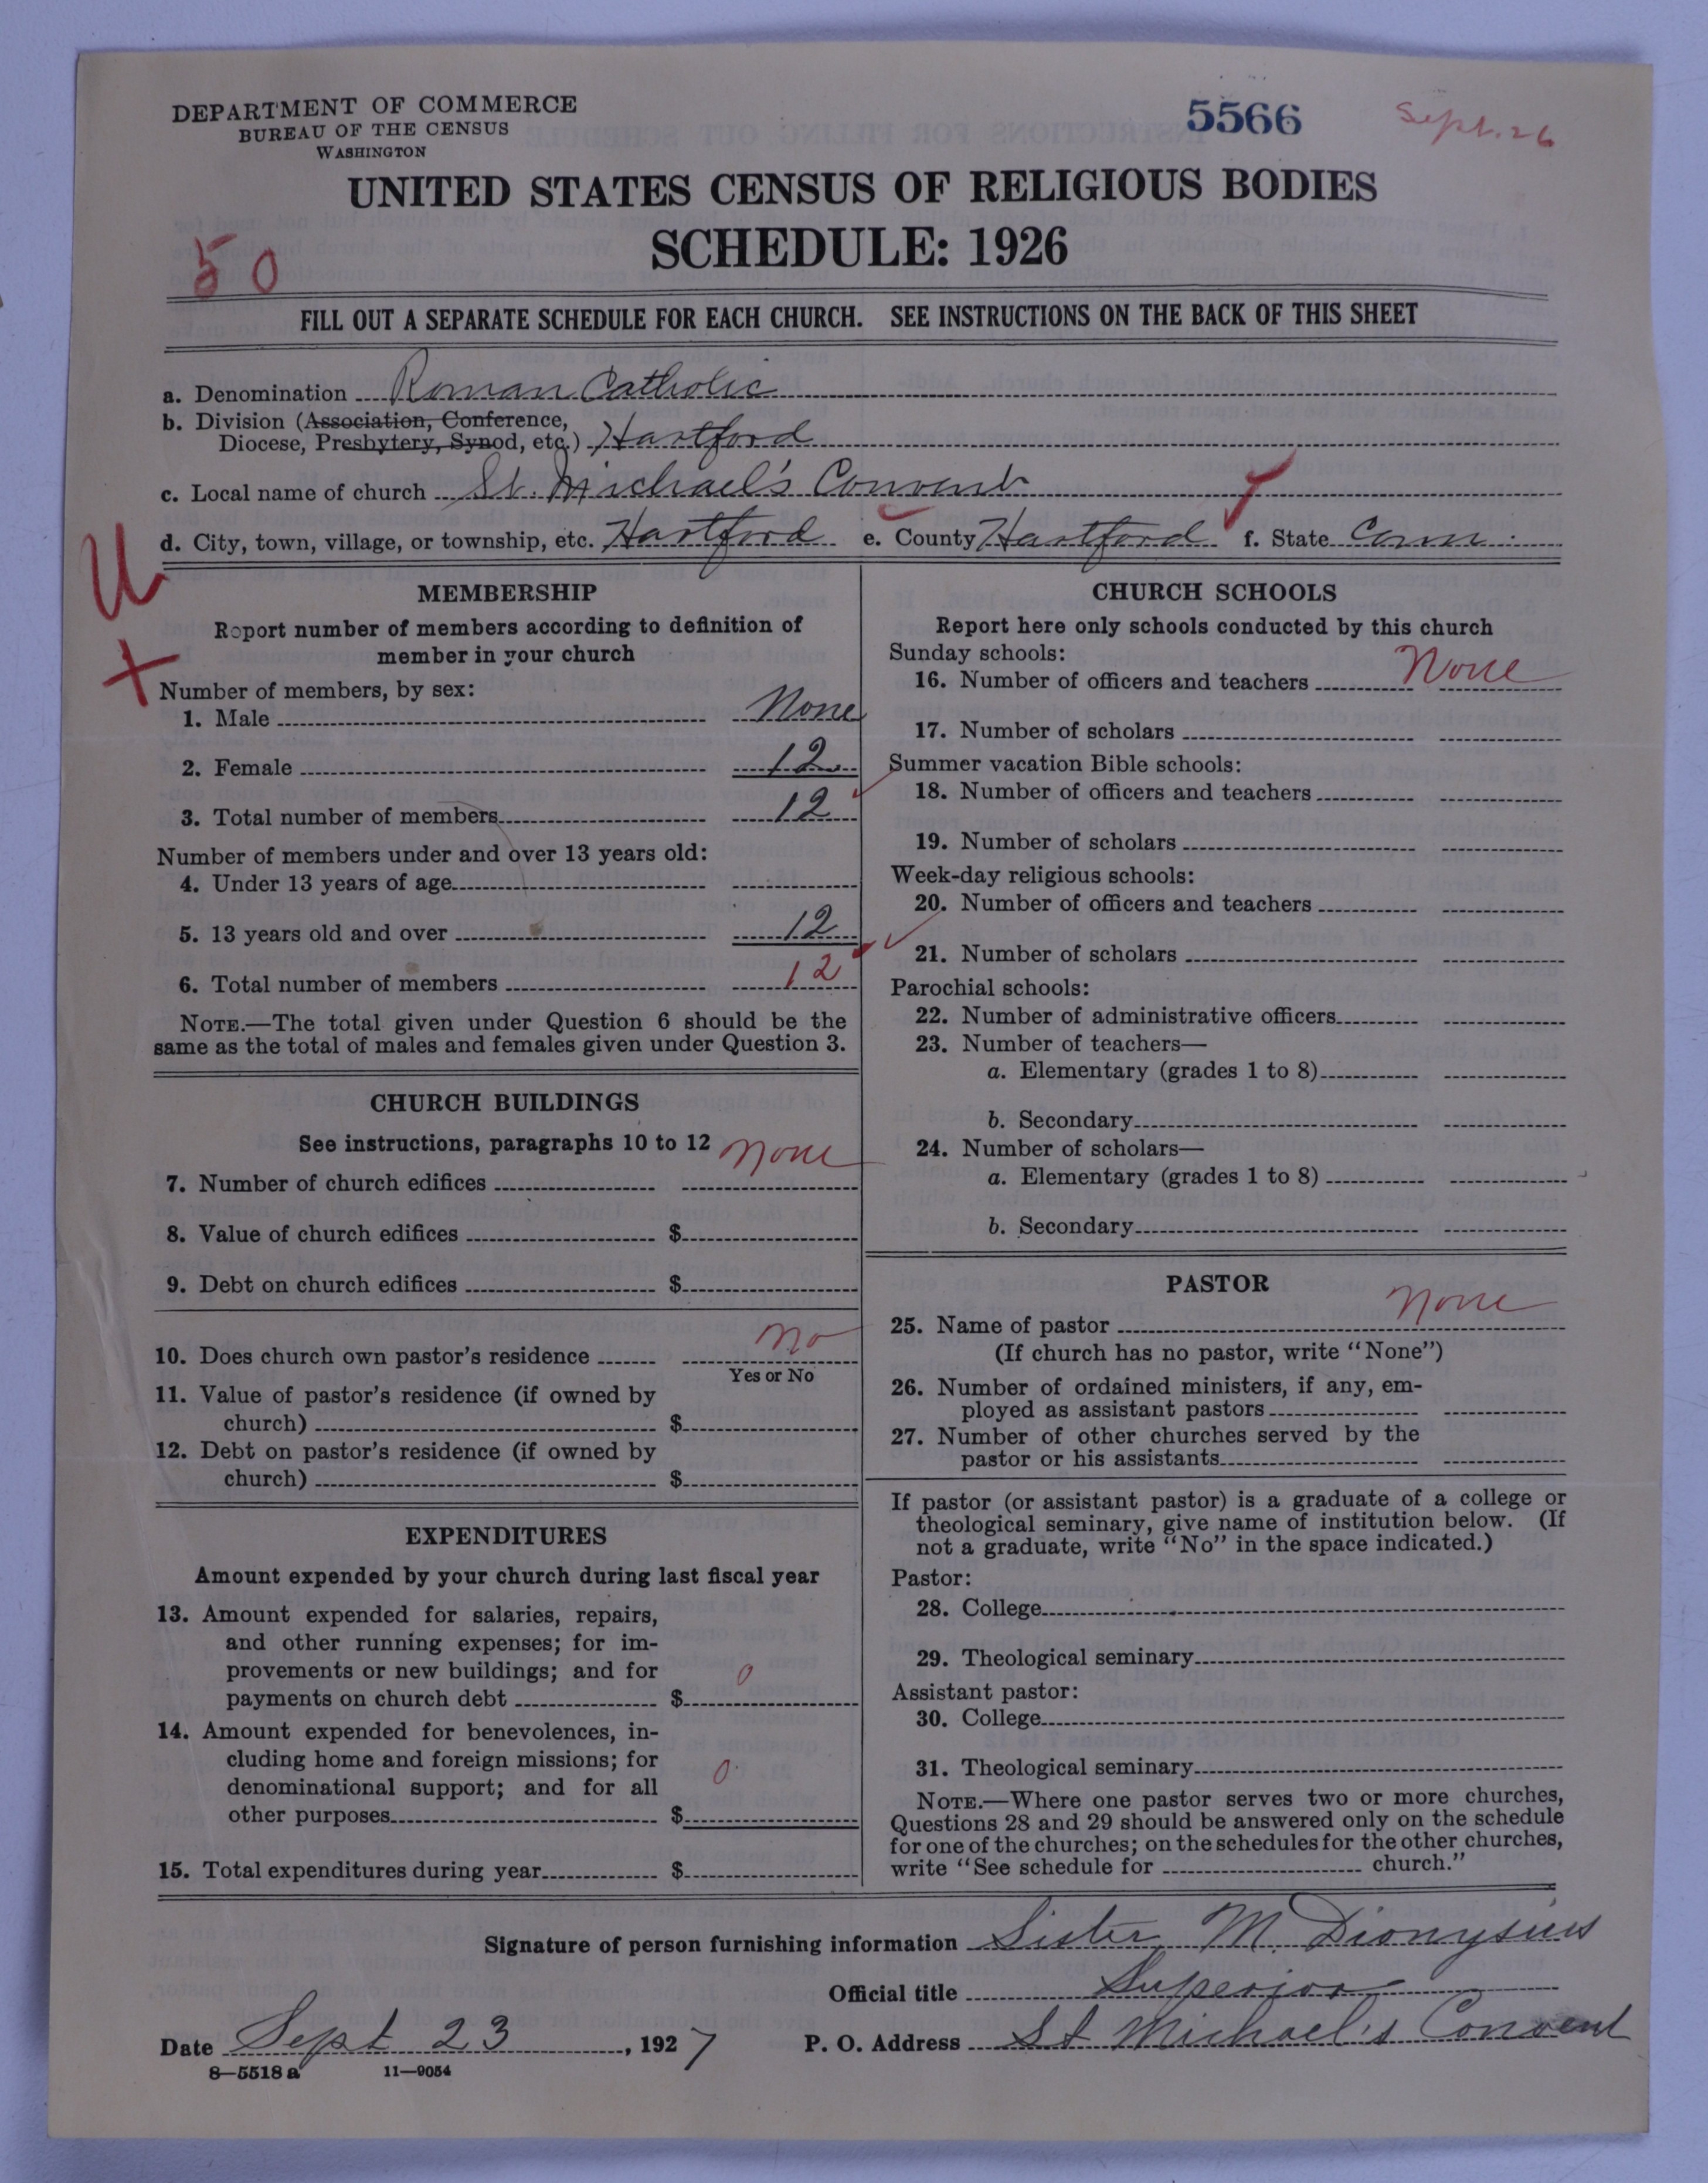 DEPARTMENT OF COMMERCE
BUREAU OF THE CENSUS
WASHINGTON
5566
Sept. 26
UNITED STATES CENSUS OF RELIGIOUS BODIES
SCHEDULE: 1926
50
FILL OUT A SEPARATE SCHEDULE FOR EACH CHURCH. SEE INSTRUCTIONS ON THE BACK OF THIS SHEET
a. Denomination Roman Catholic
b. Division (Association, Conference,
Diocese, Presbytery, Synod, etc.) Hartford
c. Local name of church St. Michael's Convent
d. City, town, village, or township, etc. Hartford e. County Hartford f. State Conn.
U
+
MEMBERSHIP
Report number of members according to definition of
member in your church
Number of members, by sex:
1. Male None
2. Female 12
3. Total number of members 12
Number of members under and over 13 years old:
4. Under 13 years of age
5. 13 years old and over 12
6. Total number of members 12
NOTE.—The total given under Question 6 should be the
same as the total of males and females given under Question 3.
CHURCH BUILDINGS
See instructions, paragraphs 10 to 12
7. Number of church edifices None
8. Value of church edifices $
9. Debt on church edifices $
10. Does church own pastor's residence No
Yes or No
11. Value of pastor's residence (if owned by
church) $
12. Debt on pastor's residence (if owned by
church) $
EXPENDITURES
Amount expended by your church during last fiscal year
13. Amount expended for salaries, repairs,
and other running expenses; for im-
provements or new buildings; and for
payments on church debt $ 0
14. Amount expended for benevolences, in-
cluding home and foreign missions; for
denominational support; and for all
other purposes $ 0
15. Total expenditures during year $
CHURCH SCHOOLS
Report here only schools conducted by this church
Sunday schools:
16. Number of officers and teachers None
17. Number of scholars
Summer vacation Bible schools:
18. Number of officers and teachers
19. Number of scholars
Week-day religious schools:
20. Number of officers and teachers
21. Number of scholars
Parochial schools:
22. Number of administrative officers
23. Number of teachers—
a. Elementary (grades 1 to 8)
b. Secondary
24. Number of scholars—
a. Elementary (grades 1 to 8)
b. Secondary
PASTOR
25. Name of pastor None
(If church has no pastor, write "None")
26. Number of ordained ministers, if any, em-
ployed as assistant pastors
27. Number of other churches served by the
pastor or his assistants
If pastor (or assistant pastor) is a graduate of a college or
theological seminary, give name of institution below. (If
not a graduate, write "No" in the space indicated.)
Pastor:
28. College
29. Theological seminary
Assistant pastor:
30. College
31. Theological seminary
NOTE.—Where one pastor serves two or more churches,
Questions 28 and 29 should be answered only on the schedule
for one of the churches; on the schedules for the other churches,
write "See schedule for church."
Signature of person furnishing information Sister M. Dionysius
Official title Superior
Date Sept 23, 1927 P. O. Address St Michael's Convent
8—5518 a 11—9054